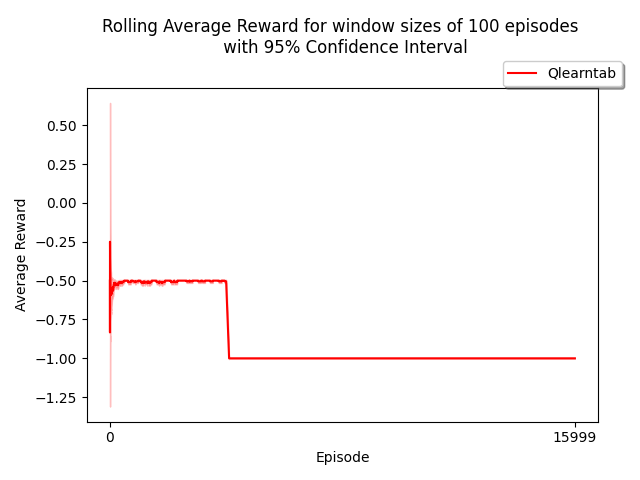 Rolling Average Reward for window sizes of 100 episodes
with 95% Confidence Interval
Qlearntab
0.50
0.25
0.00
−0.25
−0.50
−0.75
−1.00
−1.25
Average Reward
0
15999
Episode